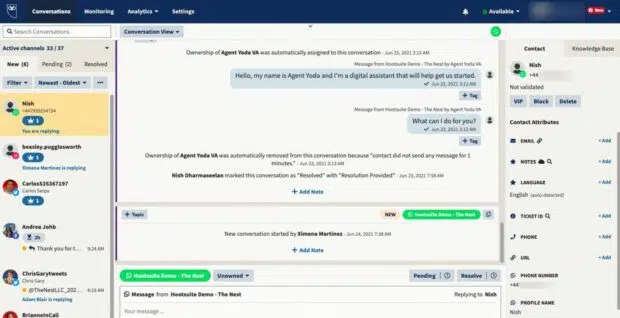 Conversations
Monitoring
Analytics
Settings
Available
New
Search Conversations
Active channels 33 / 37
New (8)
Pending (2)
Resolved
Filter
Newest - Oldest
Nish
1
You are replying
beasley.pugglesworth
1
Ximena Martinez is replying
CarlosS35367197
Carlos Serpa
1
Andrea Johb
2h
Thank you for t...
9:24 AM
ChrisGarytweets
Chris Gary
@TheNestLLC_202...
9:19 AM
Adam Blair is replying
BrianneInCali
Conversation View
Ownership of Agent Yoda VA was automatically assigned to this conversation - Jun 23, 2021 3:12 AM
Message from Hootsuite Demo - The Nest by Agent Yoda VA
Hello, my name is Agent Yoda and I'm a digital assistant that will help get us started.
Jun 23, 2021 3:12 AM
+ Tag
Message from Hootsuite Demo - The Nest by Agent Yoda VA
What can I do for you?
Jun 23, 2021 3:12 AM
+ Tag
Ownership of Agent Yoda VA was automatically removed from this conversation because "contact did not send any message for 1
minutes." - Jun 23, 2021 3:13 AM
Nish Dharmaseelan marked this conversation as "Resolved" with "Resolution Provided" - Jun 23, 2021 7:58 AM
+ Add Note
+ Topic
NEW
Hootsuite Demo - The Nest
New conversation started by Ximena Martinez - Jun 24, 2021 7:28 AM
+ Add Note
Hootsuite Demo - The Nest
Unowned
Pending
Resolve
Message from Hootsuite Demo - The Nest
Replying to Nish
Your message ...
Contact
Knowledge Base
Nish
+44
Not validated
VIP
Block
Delete
Contact Attributes
EMAIL
+ Add
NOTES
+ Add
LANGUAGE
+ Add
English (auto-detected)
TICKET ID
+ Add
PHONE
+ Add
URL
+ Add
PHONE NUMBER
+44
PROFILE NAME
Nish